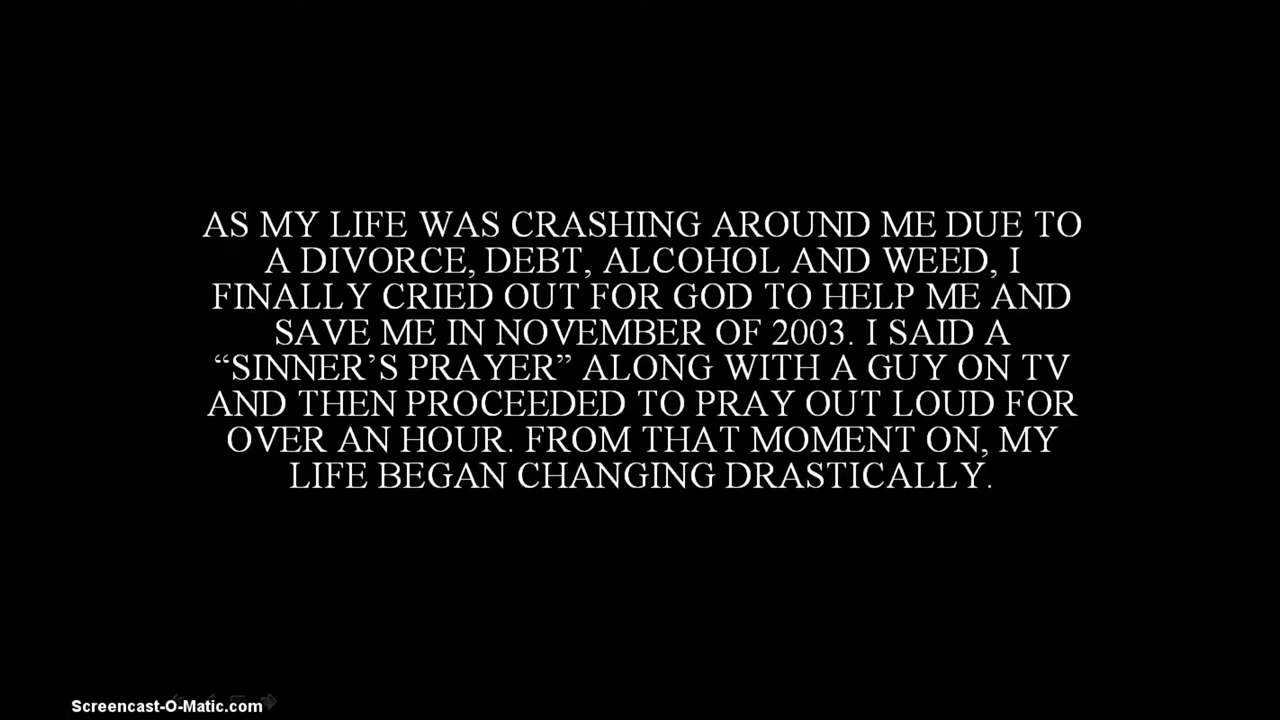 AS MY LIFE WAS CRASHING AROUND ME DUE TO
A DIVORCE, DEBT, ALCOHOL AND WEED, I
FINALLY CRIED OUT FOR GOD TO HELP ME AND
SAVE ME IN NOVEMBER OF 2003. I SAID A
“SINNER’S PRAYER” ALONG WITH A GUY ON TV
AND THEN PROCEEDED TO PRAY OUT LOUD FOR
OVER AN HOUR. FROM THAT MOMENT ON, MY
LIFE BEGAN CHANGING DRASTICALLY.
Screencast-O-Matic.com